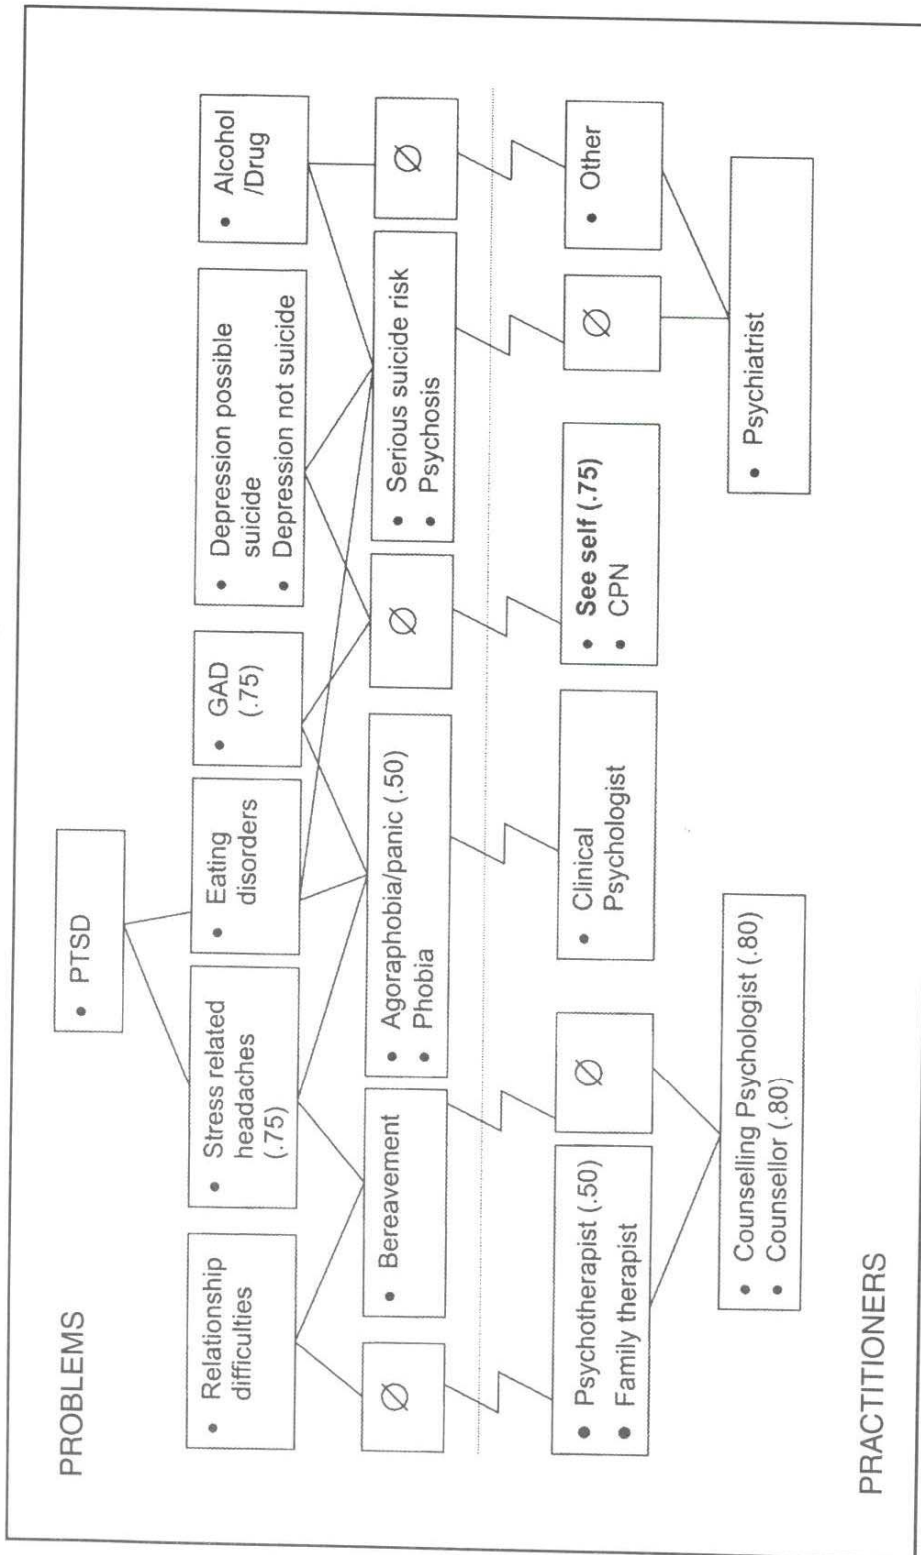 PROBLEMS
• PTSD
• Relationship
difficulties
• Stress related
headaches
(.75)
• Eating
disorders
• GAD
(.75)
• Depression possible
suicide
• Depression not suicide
• Alcohol
/Drug
∅
• Bereavement
• Agoraphobia/panic (.50)
• Phobia
∅
• Serious suicide risk
• Psychosis
∅
• Psychotherapist (.50)
• Family therapist
∅
• Clinical
Psychologist
• See self (.75)
• CPN
∅
• Other
• Counselling Psychologist (.80)
• Counsellor (.80)
• Psychiatrist
PRACTITIONERS